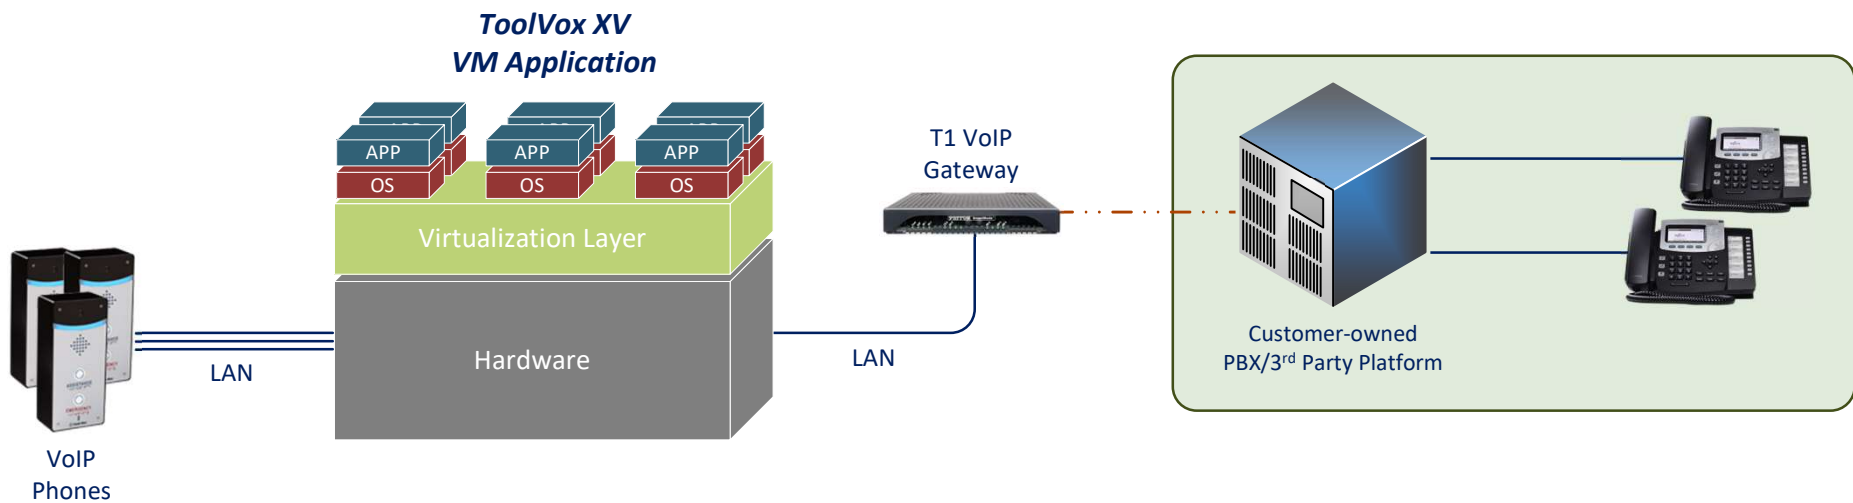 ToolVox XV
VM Application
APP
APP
APP
OS
OS
OS
Virtualization Layer
Hardware
LAN
VoIP
Phones
T1 VoIP
Gateway
LAN
Customer-owned
PBX/3rd Party Platform